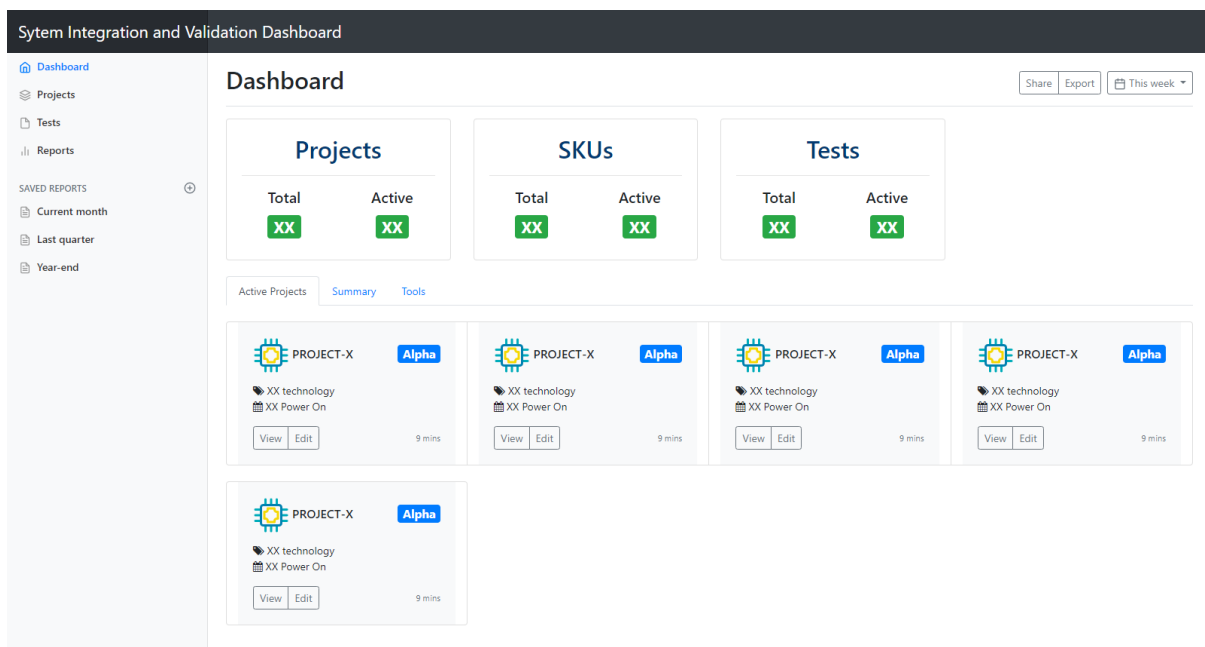 Sytem Integration and Validation Dashboard
Dashboard
Projects
Tests
Reports
SAVED REPORTS
Current month
Last quarter
Year-end
Dashboard
Share Export This week
Projects
Total Active
XX XX
SKUs
Total Active
XX XX
Tests
Total Active
XX XX
Active Projects Summary Tools
PROJECT-X Alpha
XX technology
XX Power On
View Edit 9 mins
PROJECT-X Alpha
XX technology
XX Power On
View Edit 9 mins
PROJECT-X Alpha
XX technology
XX Power On
View Edit 9 mins
PROJECT-X Alpha
XX technology
XX Power On
View Edit 9 mins
PROJECT-X Alpha
XX technology
XX Power On
View Edit 9 mins